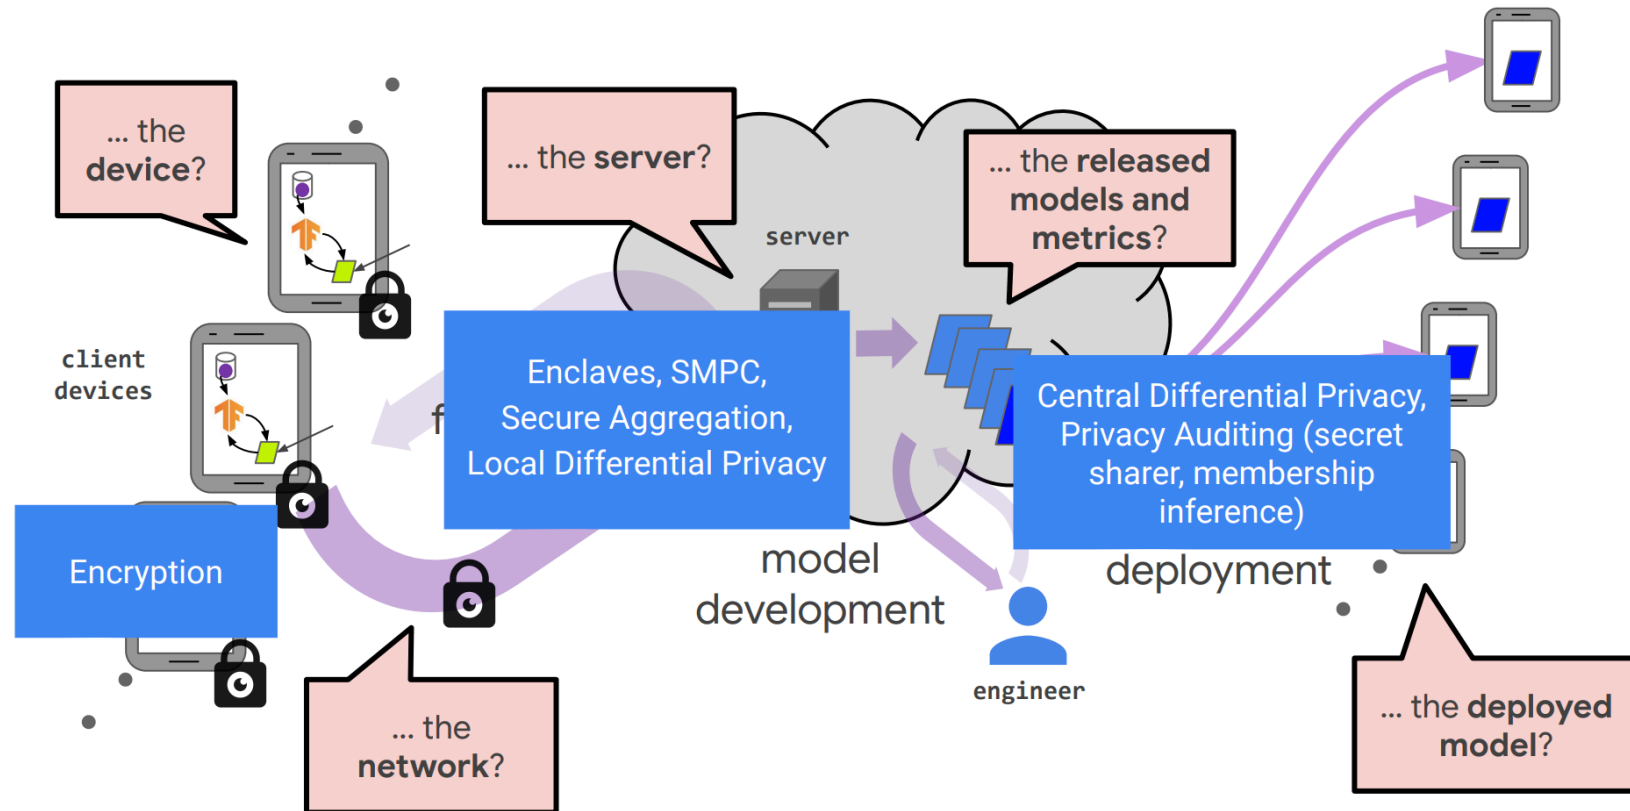 ... the
device?
... the server?
... the released
models and
metrics?
server
client
devices
Enclaves, SMPC,
Secure Aggregation,
Local Differential Privacy
Central Differential Privacy,
Privacy Auditing (secret
sharer, membership
inference)
Encryption
model
development
deployment
engineer
... the
network?
... the deployed
model?